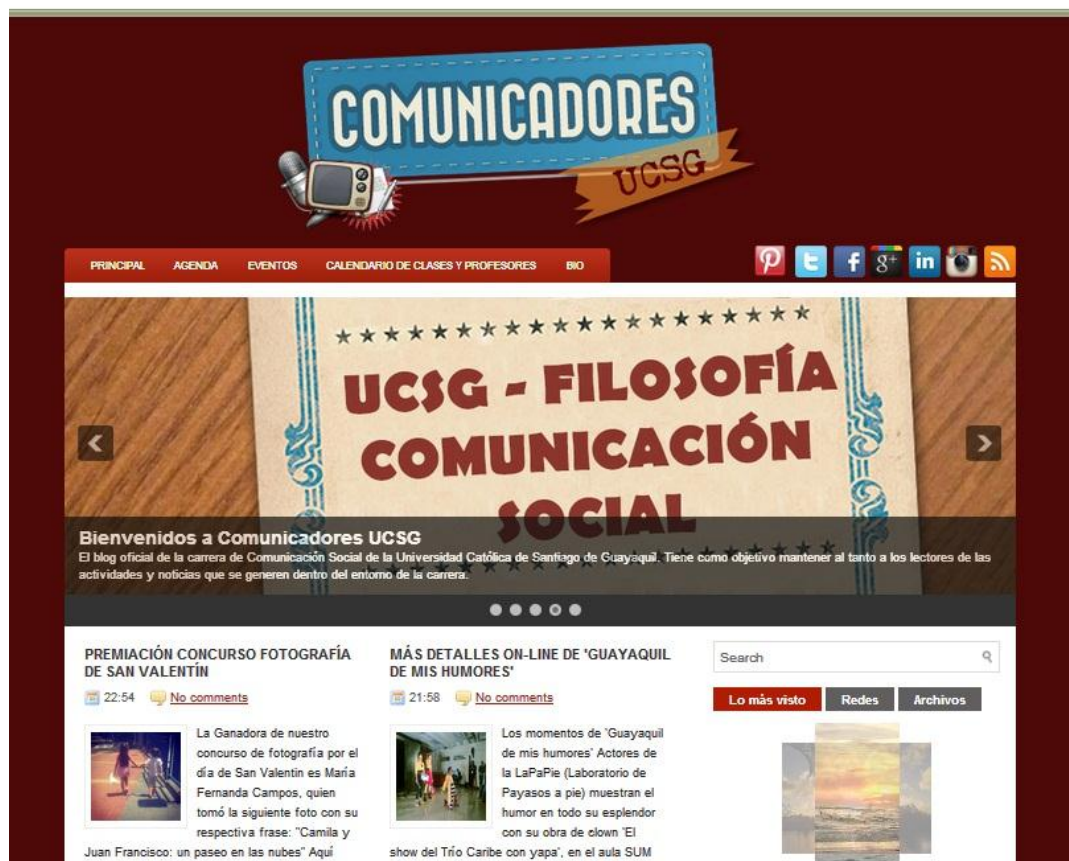 COMUNICADORES
UCSG
PRINCIPAL AGENDA EVENTOS CALENDARIO DE CLASES Y PROFESORES BIO
UCSG - FILOSOFÍA
COMUNICACIÓN
SOCIAL
Bienvenidos a Comunicadores UCSG
El blog oficial de la carrera de Comunicación Social de la Universidad Católica de Santiago de Guayaquil. Tiene como objetivo mantener al tanto a los lectores de las
actividades y noticias que se generen dentro del entorno de la carrera.
PREMIACIÓN CONCURSO FOTOGRAFÍA
DE SAN VALENTÍN
22:54 No comments
La Ganadora de nuestro
concurso de fotografía por el
día de San Valentin es María
Fernanda Campos, quien
tomó la siguiente foto con su
respectiva frase: "Camila y
Juan Francisco: un paseo en las nubes" Aquí
MÁS DETALLES ON-LINE DE 'GUAYAQUIL
DE MIS HUMORES'
21:58 No comments
Los momentos de 'Guayaquil
de mis humores' Actores de
la LaPaPie (Laboratorio de
Payasos a pie) muestran el
humor en todo su esplendor
con su obra de clown 'El
show del Trío Caribe con yapa', en el aula SUM
Search
Lo màs visto Redes Archivos